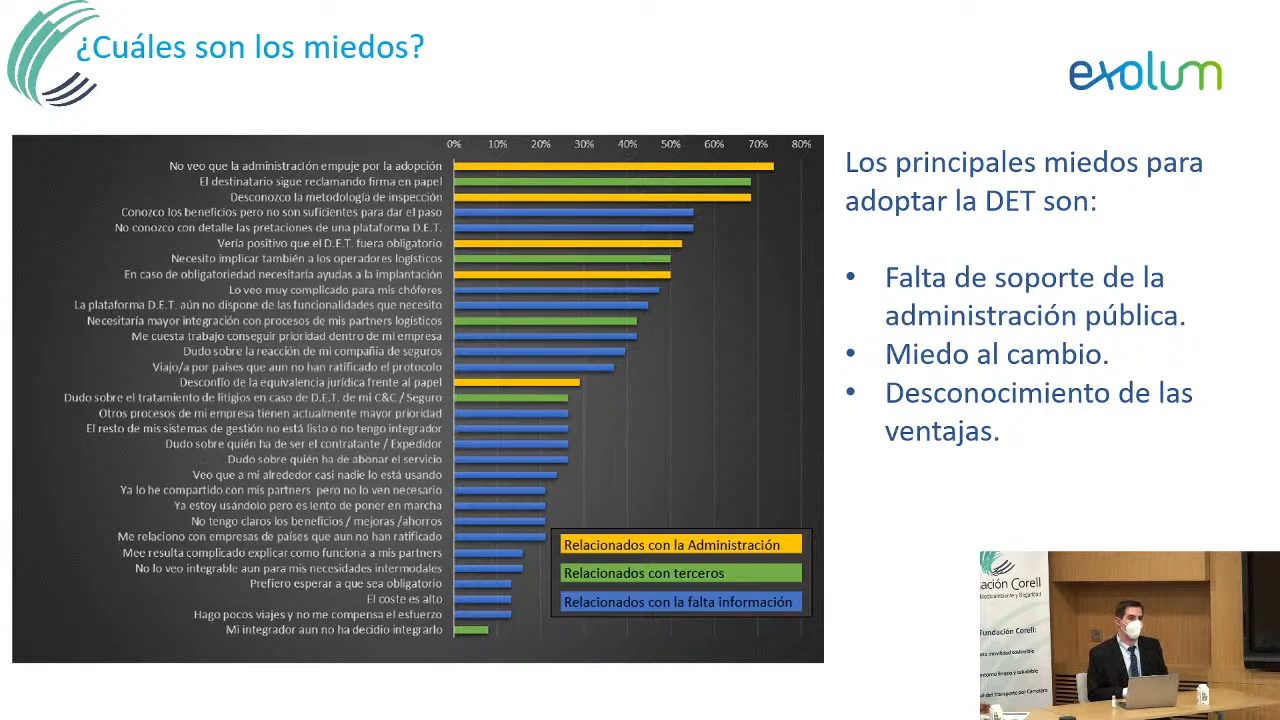 ¿Cuáles son los miedos?
exolum
0% 10% 20% 30% 40% 50% 60% 70% 80%
No veo que la administración empuje por la adopción
El destinatario sigue reclamando firma en papel
Desconozco la metodología de inspección
Conozco los beneficios pero no son suficientes para dar el paso
No conozco con detalle las pretaciones de una plataforma D.E.T.
Vería positivo que el D.E.T. fuera obligatorio
Necesito implicar también a los operadores logísticos
En caso de obligatoriedad necesitaría ayudas a la implantación
Lo veo muy complicado para mis chóferes
La plataforma D.E.T. aún no dispone de las funcionalidades que necesito
Necesitaría mayor integración con procesos de mis partners logísticos
Me cuesta trabajo conseguir prioridad dentro de mi empresa
Dudo sobre la reacción de mi compañía de seguros
Viajo/a por países que aun no han ratificado el protocolo
Desconfío de la equivalencia jurídica frente al papel
Dudo sobre el tratamiento de litigios en caso de D.E.T. de mi C&C / Seguro
Otros procesos de mi empresa tienen actualmente mayor prioridad
El resto de mis sistemas de gestión no está listo o no tengo integrador
Dudo sobre quién ha de ser el contratante / Expedidor
Dudo sobre quién ha de abonar el servicio
Veo que a mi alrededor casi nadie lo está usando
Ya lo he compartido con mis partners pero no lo ven necesario
Ya estoy usándolo pero es lento de poner en marcha
No tengo claros los beneficios / mejoras /ahorros
Me relaciono con empresas de países que aun no han ratificado
Mee resulta complicado explicar como funciona a mis partners
No lo veo integrable aun para mis necesidades intermodales
Prefiero esperar a que sea obligatorio
El coste es alto
Hago pocos viajes y no me compensa el esfuerzo
Mi integrador aun no ha decidio integrarlo
Relacionados con la Administración
Relacionados con terceros
Relacionados con la falta información
Los principales miedos para
adoptar la DET son:
• Falta de soporte de la
administración pública.
• Miedo al cambio.
• Desconocimiento de las
ventajas.
ación Corell
Medioambiente y Seguridad
Fundación Corell:
movilidad sostenible
entorno limpio y saludable
del Transporte por Carretera